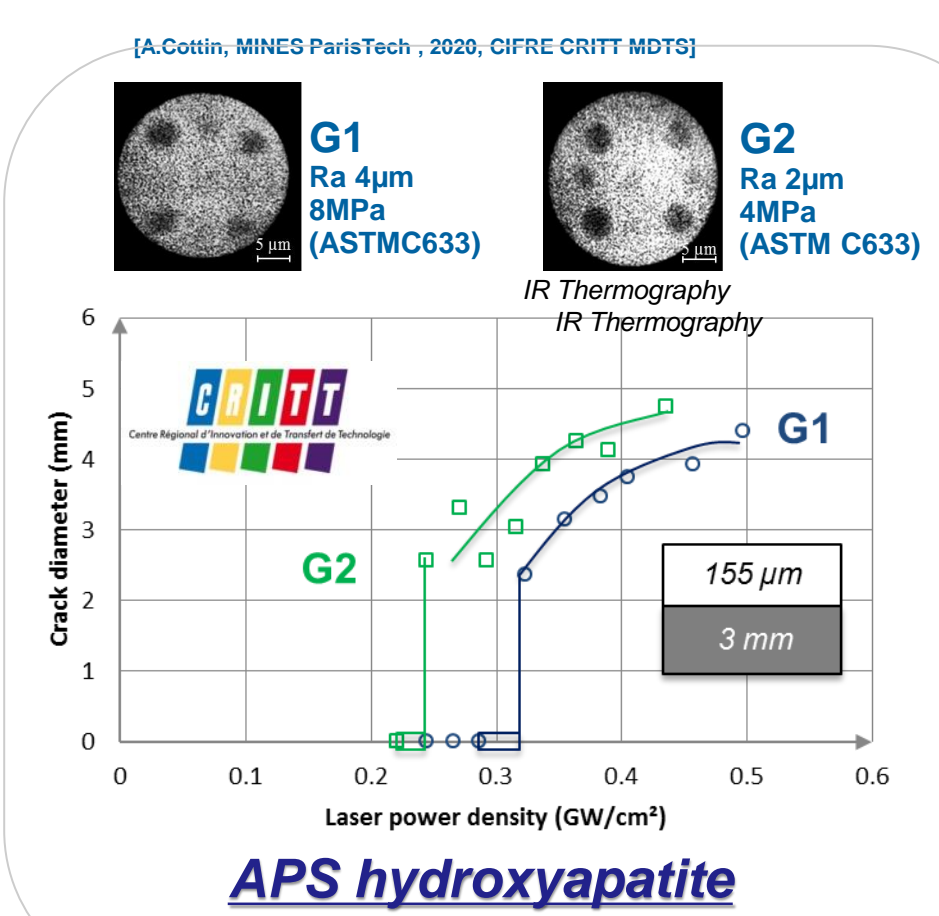 [A.Cottin, MINES ParisTech , 2020, CIFRE CRITT MDTS]
G1
Ra 4µm
8MPa
(ASTMC633)
5 µm
G2
Ra 2µm
4MPa
(ASTM C633)
5 µm
IR Thermography
IR Thermography
6
5
4
3
2
1
0
Crack diameter (mm)
CRITT
Centre Régional d'Innovation et de Transfert de Technologie
G1
G2
155 µm
3 mm
0
0.1
0.2
0.3
0.4
0.5
0.6
Laser power density (GW/cm²)
APS hydroxyapatite